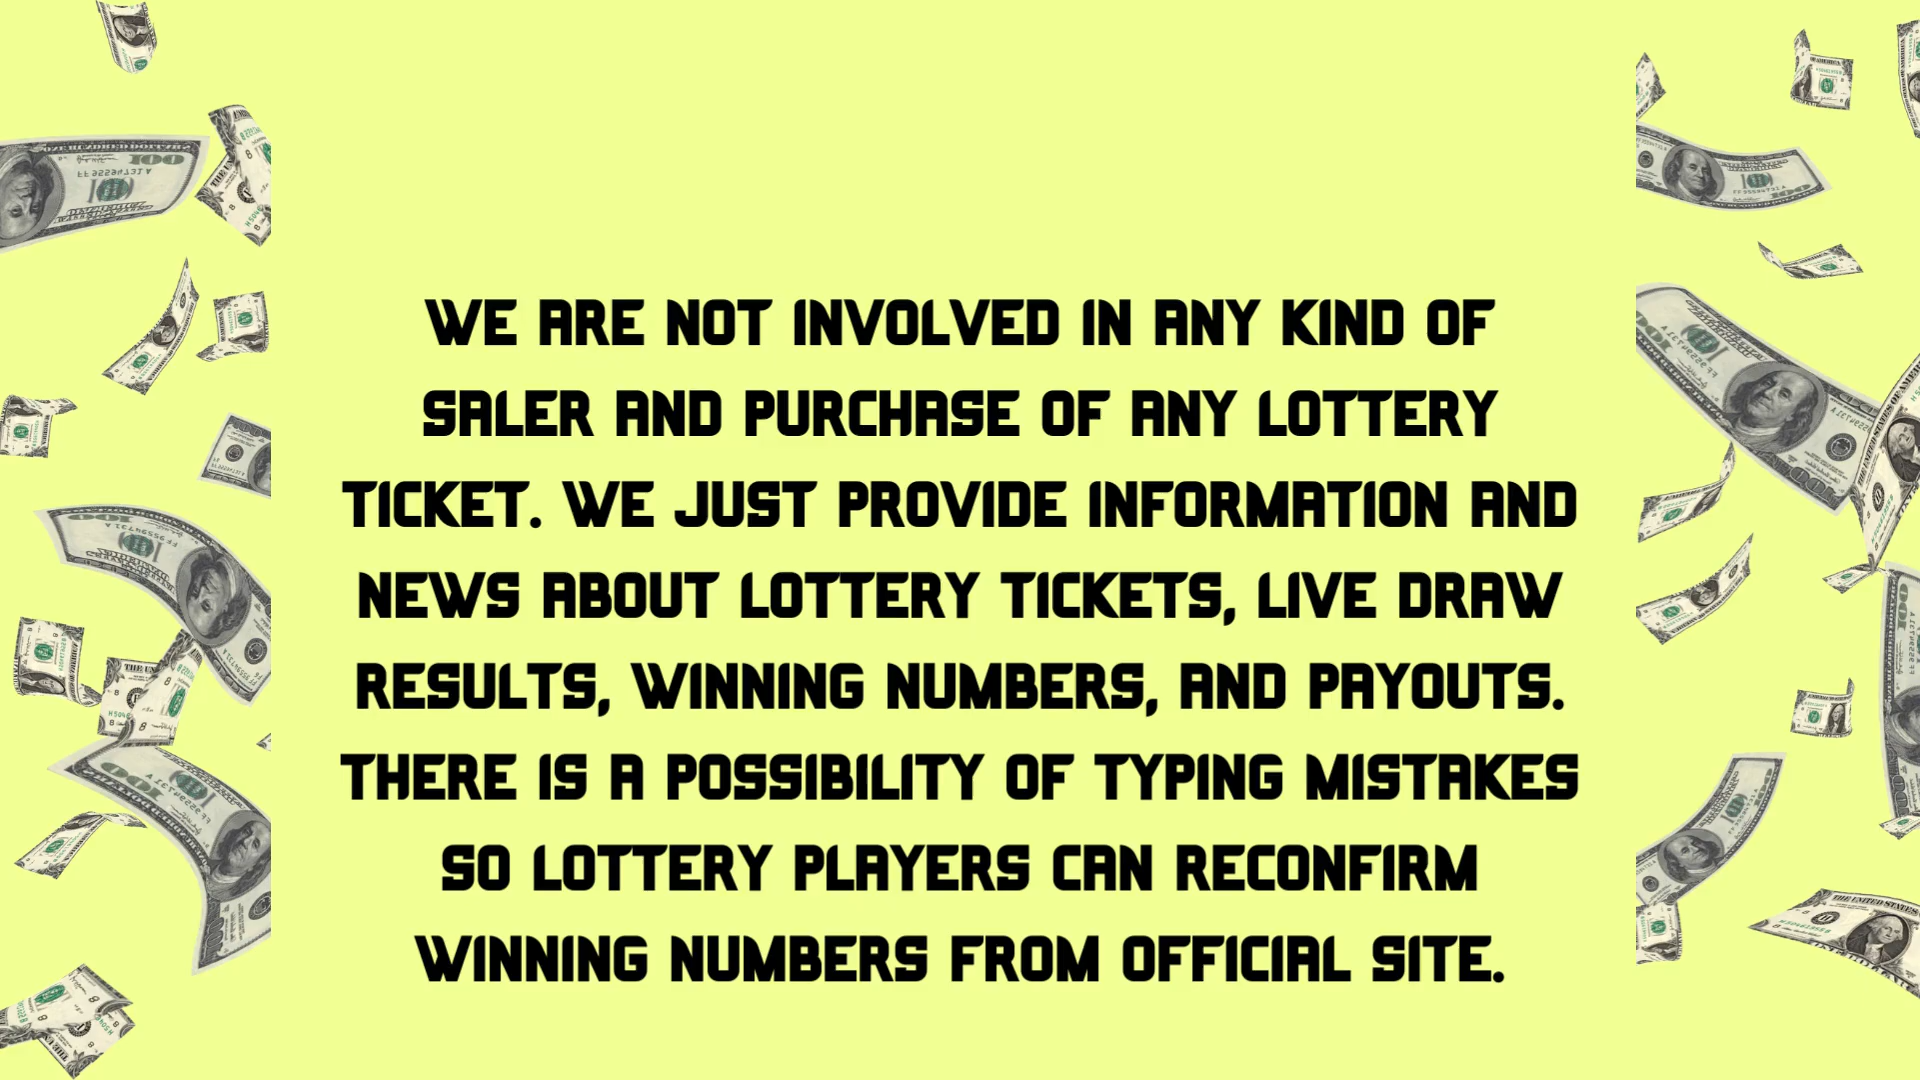 WE ARE NOT INVOLVED IN ANY KIND OF
SALER AND PURCHASE OF ANY LOTTERY
TICKET. WE JUST PROVIDE INFORMATION AND
NEWS ABOUT LOTTERY TICKETS, LIVE DRAW
RESULTS, WINNING NUMBERS, AND PAYOUTS.
THERE IS A POSSIBILITY OF TYPING MISTAKES
SO LOTTERY PLAYERS CAN RECONFIRM
WINNING NUMBERS FROM OFFICIAL SITE.